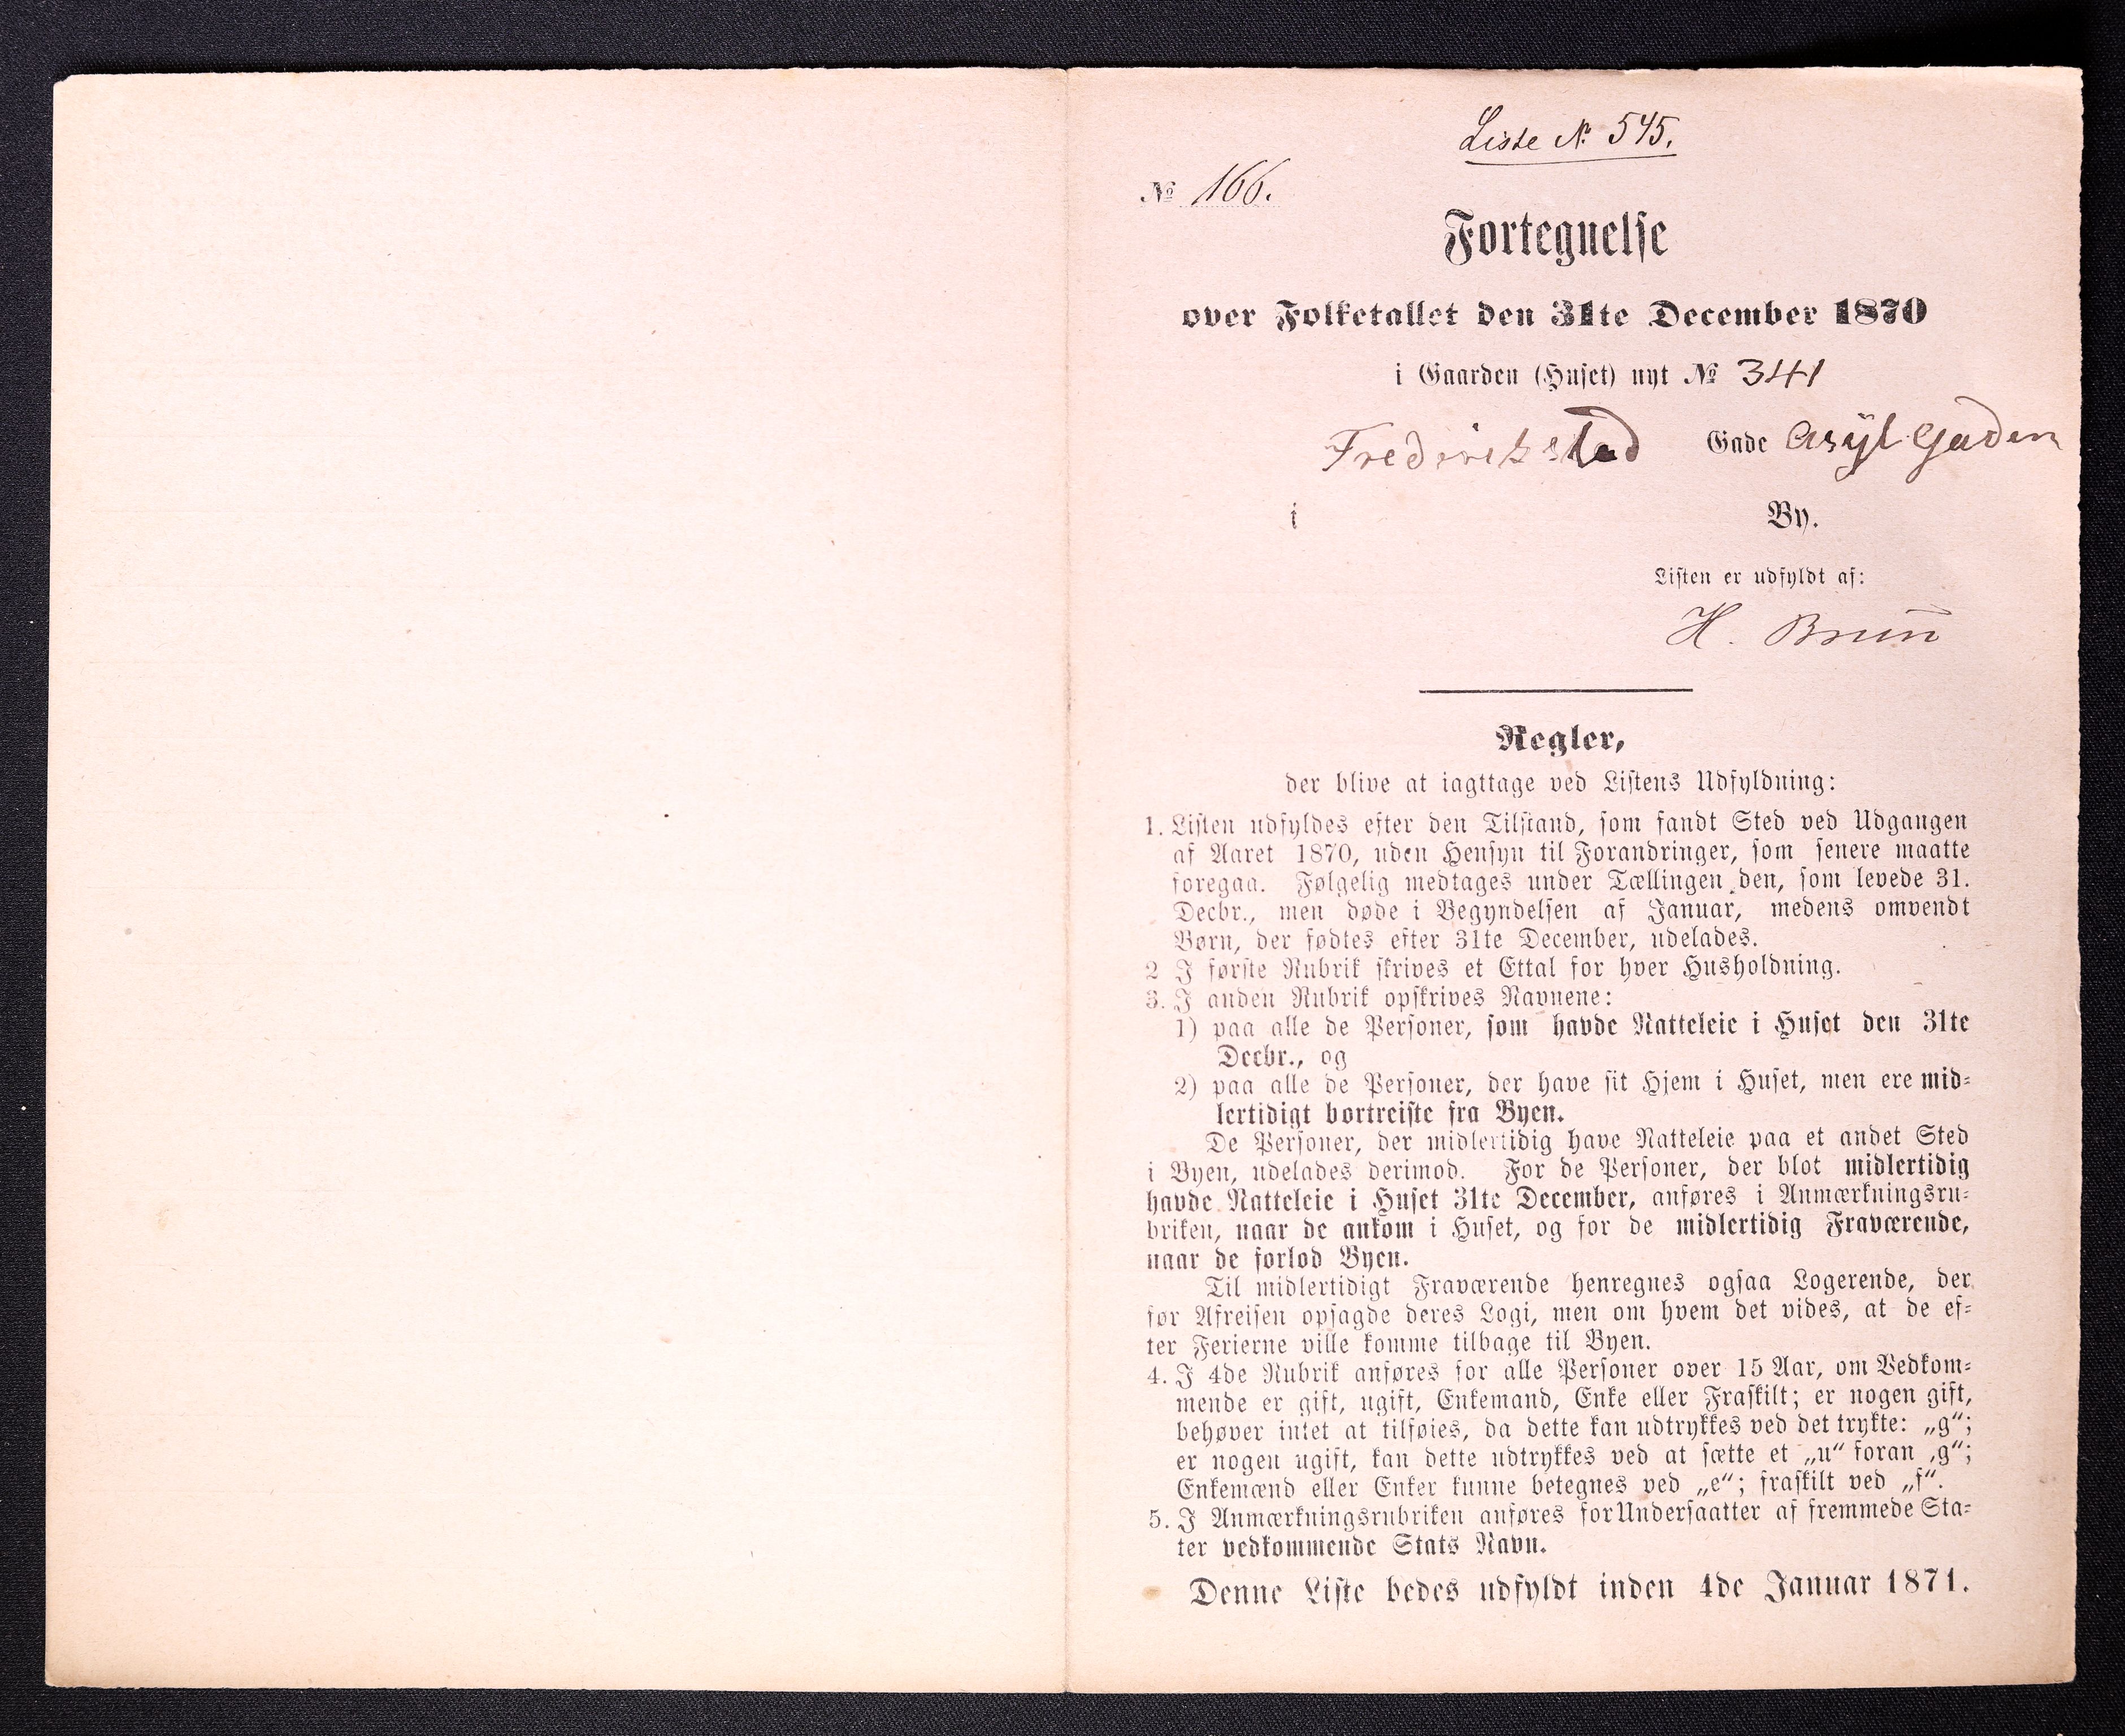 Liste № 545.
№ 166.
Fortegnelse
over Folketallet den 31te December 1870
i Gaarden (Huset) nyt № 341
Frederikstad Gade Asÿl Gaden
i By.
Listen er udfyldt af:
H. Bruun
Regler,
der blive at iagttage ved Listens Udfyldning:
1. Listen udfyldes efter den Tilstand, som fandt Sted ved Udgangen
af Aaret 1870, uden Hensyn til Forandringer, som senere maatte
foregaa. Følgelig medtages under Tællingen den, som levede 31.
Decbr., men døde i Begyndelsen af Januar, medens omvendt
Børn, der fødtes efter 31te December, udelades.
2 I første Rubrik skrives et Ettal for hver Husholdning.
3. I anden Rubrik opskrives Navnene:
1) paa alle de Personer, som havde Natteleie i Huset den 31te
Decbr., og
2) paa alle de Personer, der have sit Hjem i Huset, men ere mid-
lertidigt bortreiste fra Byen.
De Personer, der midlertidig have Natteleie paa et andet Sted
i Byen, udelades derimod. For de Personer, der blot midlertidig
havde Natteleie i Huset 31te December, anføres i Anmærkningsru-
briken, naar de ankom i Huset, og for de midlertidig Fraværende,
naar de forlod Byen.
Til midlertidigt Fraværende henregnes ogsaa Logerende, der
før Afreisen opsagde deres Logi, men om hvem det vides, at de ef-
ter Ferierne ville komme tilbage til Byen.
4. I 4de Rubrik anføres for alle Personer over 15 Aar, om Vedkom-
mende er gift, ugift, Enkemand, Enke eller Fraskilt; er nogen gift,
behøver intet at tilføies, da dette kan udtrykkes ved det trykte: „g“;
er nogen ugift, kan dette udtrykkes ved at sætte et „u“ foran ‚g“;
Enkemænd eller Enker kunne betegnes ved „e“; fraskilt ved „f“.
5. I Anmærkningsrubriken anføres for Undersaatter af fremmede Sta-
ter vedkommende Stats Navn.
Denne Liste bedes udfyldt inden 4de Januar 1871.